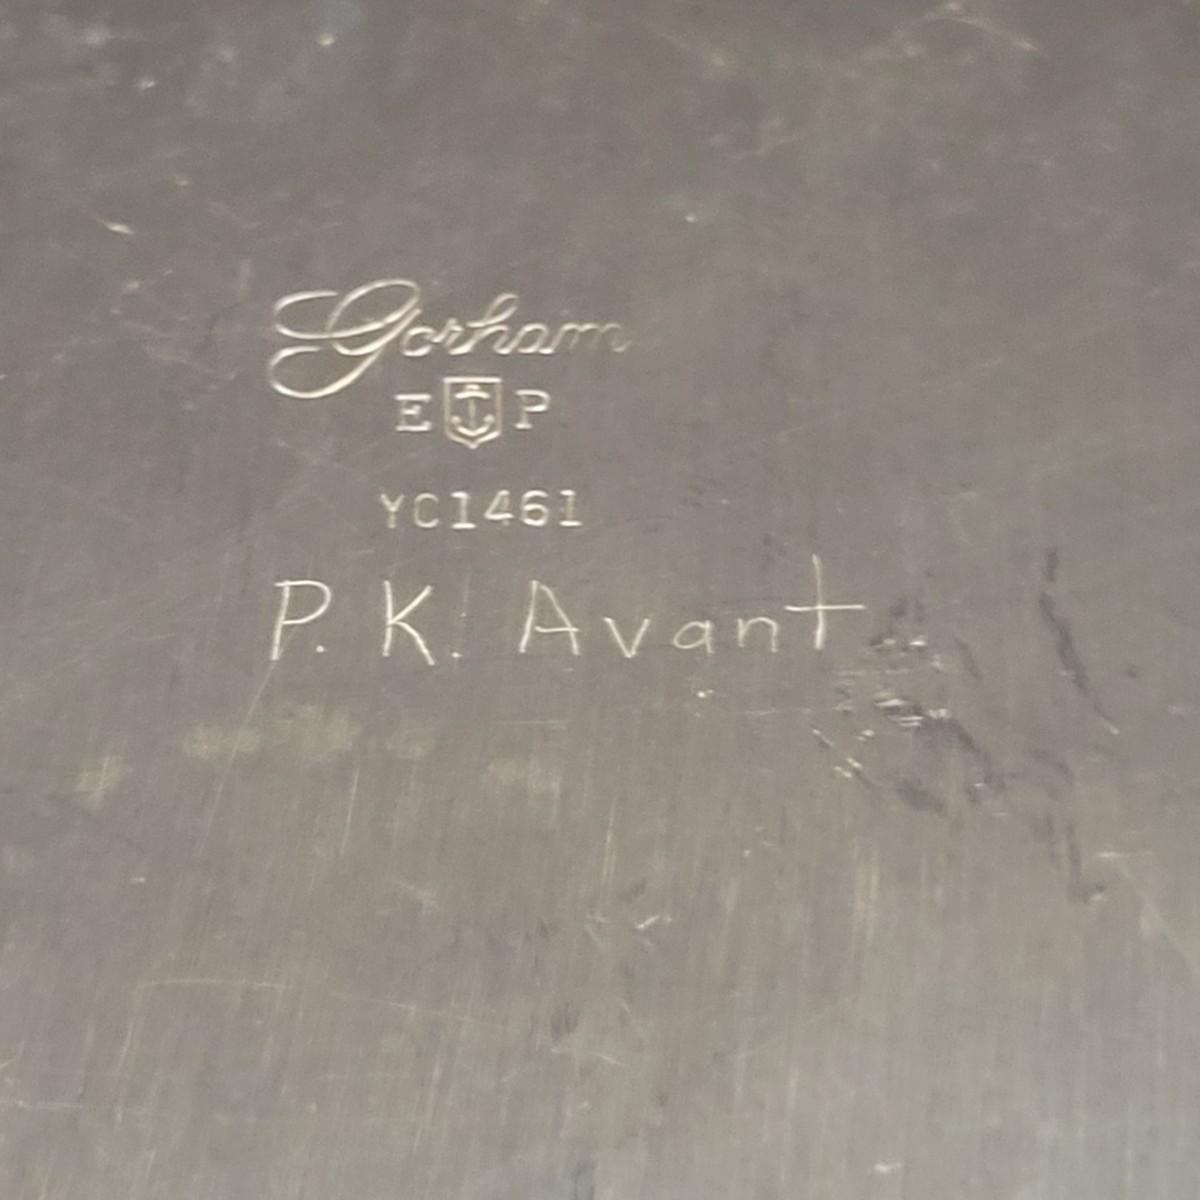 Gorham
E P
YC1461
P. K. Avant